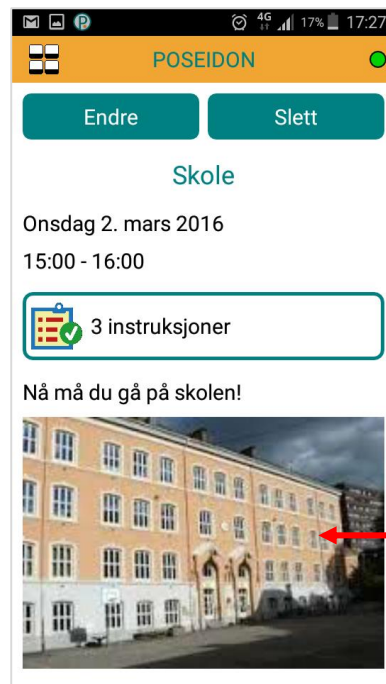 4G 17% 17:27
POSEIDON
Endre Slett
Skole
Onsdag 2. mars 2016
15:00 - 16:00
3 instruksjoner
Nå må du gå på skolen!